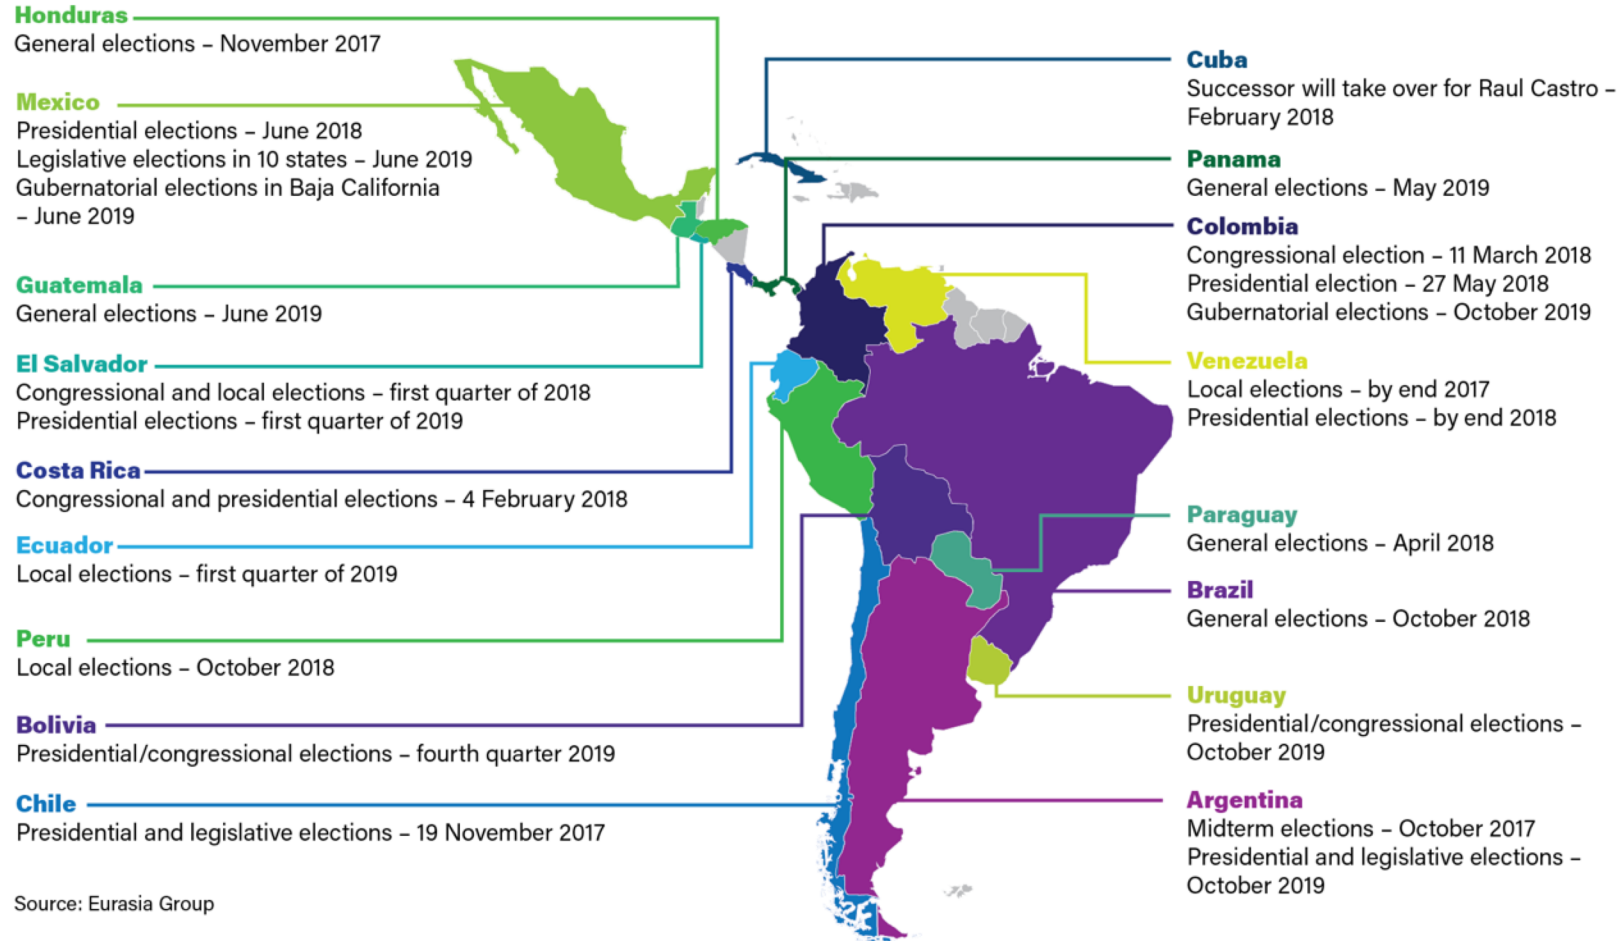 Honduras
General elections – November 2017
Mexico
Presidential elections – June 2018
Legislative elections in 10 states – June 2019
Gubernatorial elections in Baja California
– June 2019
Guatemala
General elections – June 2019
El Salvador
Congressional and local elections – first quarter of 2018
Presidential elections – first quarter of 2019
Costa Rica
Congressional and presidential elections – 4 February 2018
Ecuador
Local elections – first quarter of 2019
Peru
Local elections – October 2018
Bolivia
Presidential/congressional elections – fourth quarter 2019
Chile
Presidential and legislative elections – 19 November 2017
Source: Eurasia Group
Cuba
Successor will take over for Raul Castro –
February 2018
Panama
General elections – May 2019
Colombia
Congressional election – 11 March 2018
Presidential election – 27 May 2018
Gubernatorial elections – October 2019
Venezuela
Local elections – by end 2017
Presidential elections – by end 2018
Paraguay
General elections – April 2018
Brazil
General elections – October 2018
Uruguay
Presidential/congressional elections –
October 2019
Argentina
Midterm elections – October 2017
Presidential and legislative elections –
October 2019